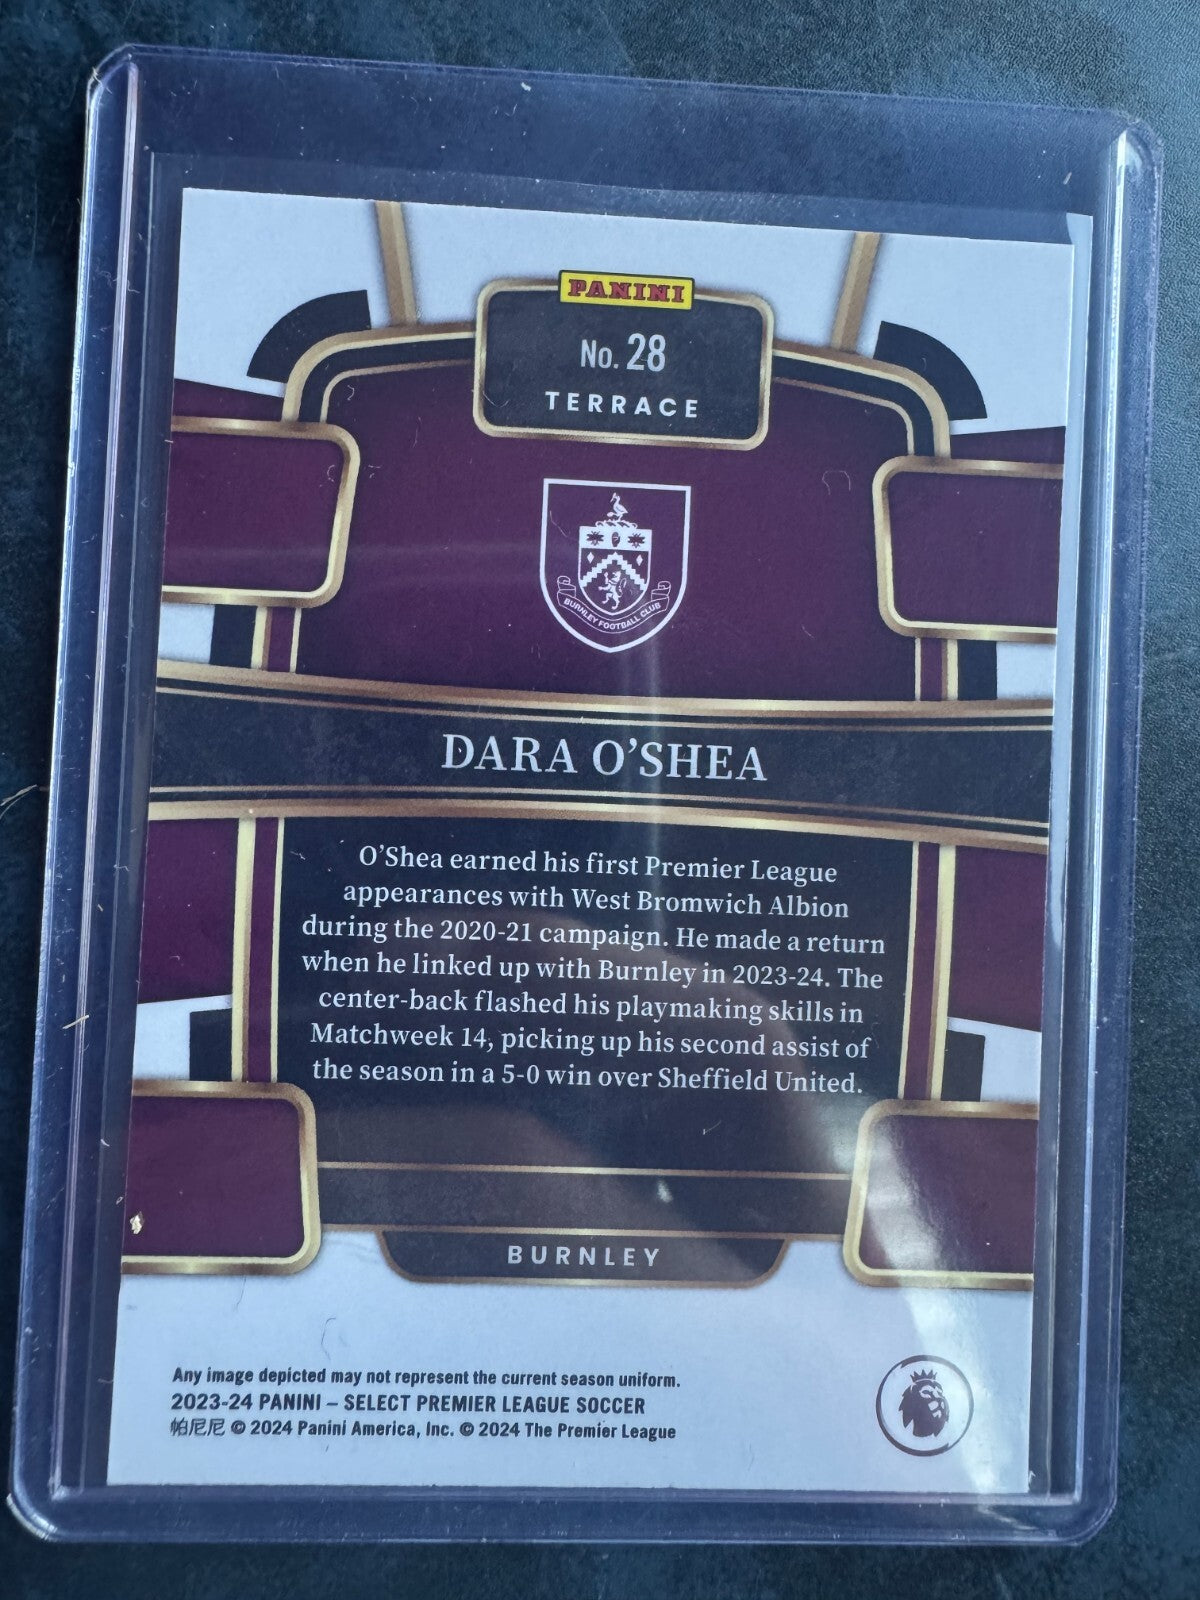 PANINI
No. 28
TERRACE
BURNLEY FOOTBALL CLUB
DARA O’SHEA
O’Shea earned his first Premier League
appearances with West Bromwich Albion
during the 2020-21 campaign. He made a return
when he linked up with Burnley in 2023-24. The
center-back flashed his playmaking skills in
Matchweek 14, picking up his second assist of
the season in a 5-0 win over Sheffield United.
BURNLEY
Any image depicted may not represent the current season uniform.
2023-24 PANINI – SELECT PREMIER LEAGUE SOCCER
帕尼尼 © 2024 Panini America, Inc. © 2024 The Premier League